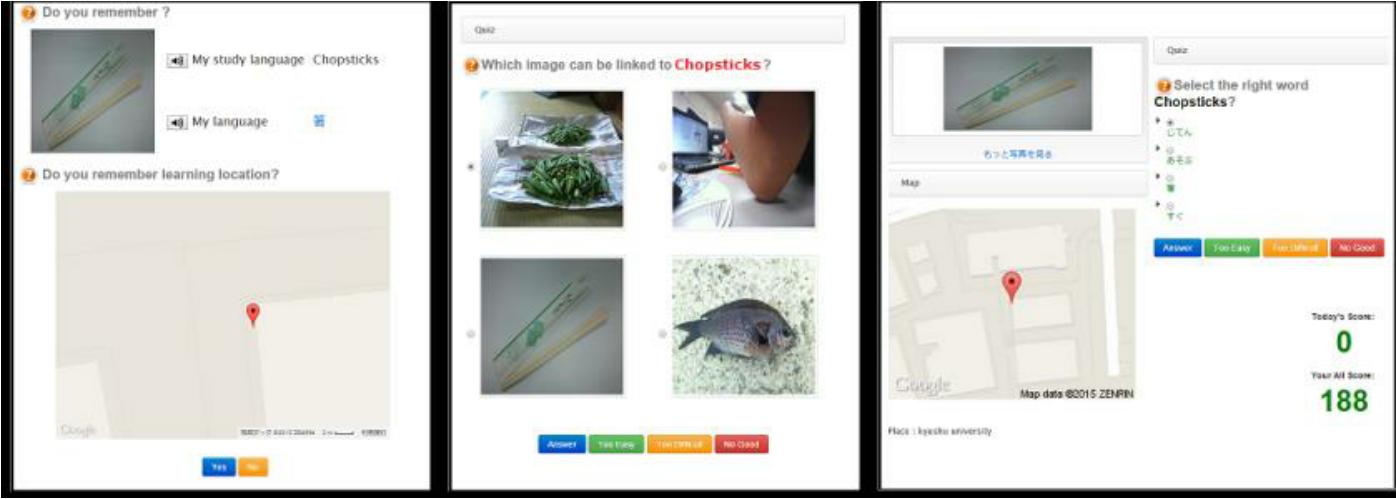 Do you remember ?
My study language Chopsticks
My language 箸
Do you remember learning location?
Google
Yes No
Quiz
Which image can be linked to Chopsticks?
Answer Too Easy Too Difficult No Good
もっと写真を見る
Map
Google
Map data ©2015 ZENRIN
Place : kyushu university
Quiz
Select the right word
Chopsticks?
じてん
あそぶ
箸
すぐ
Answer Too Easy Too Difficult No Good
Today's Score:
0
Your All Score:
188